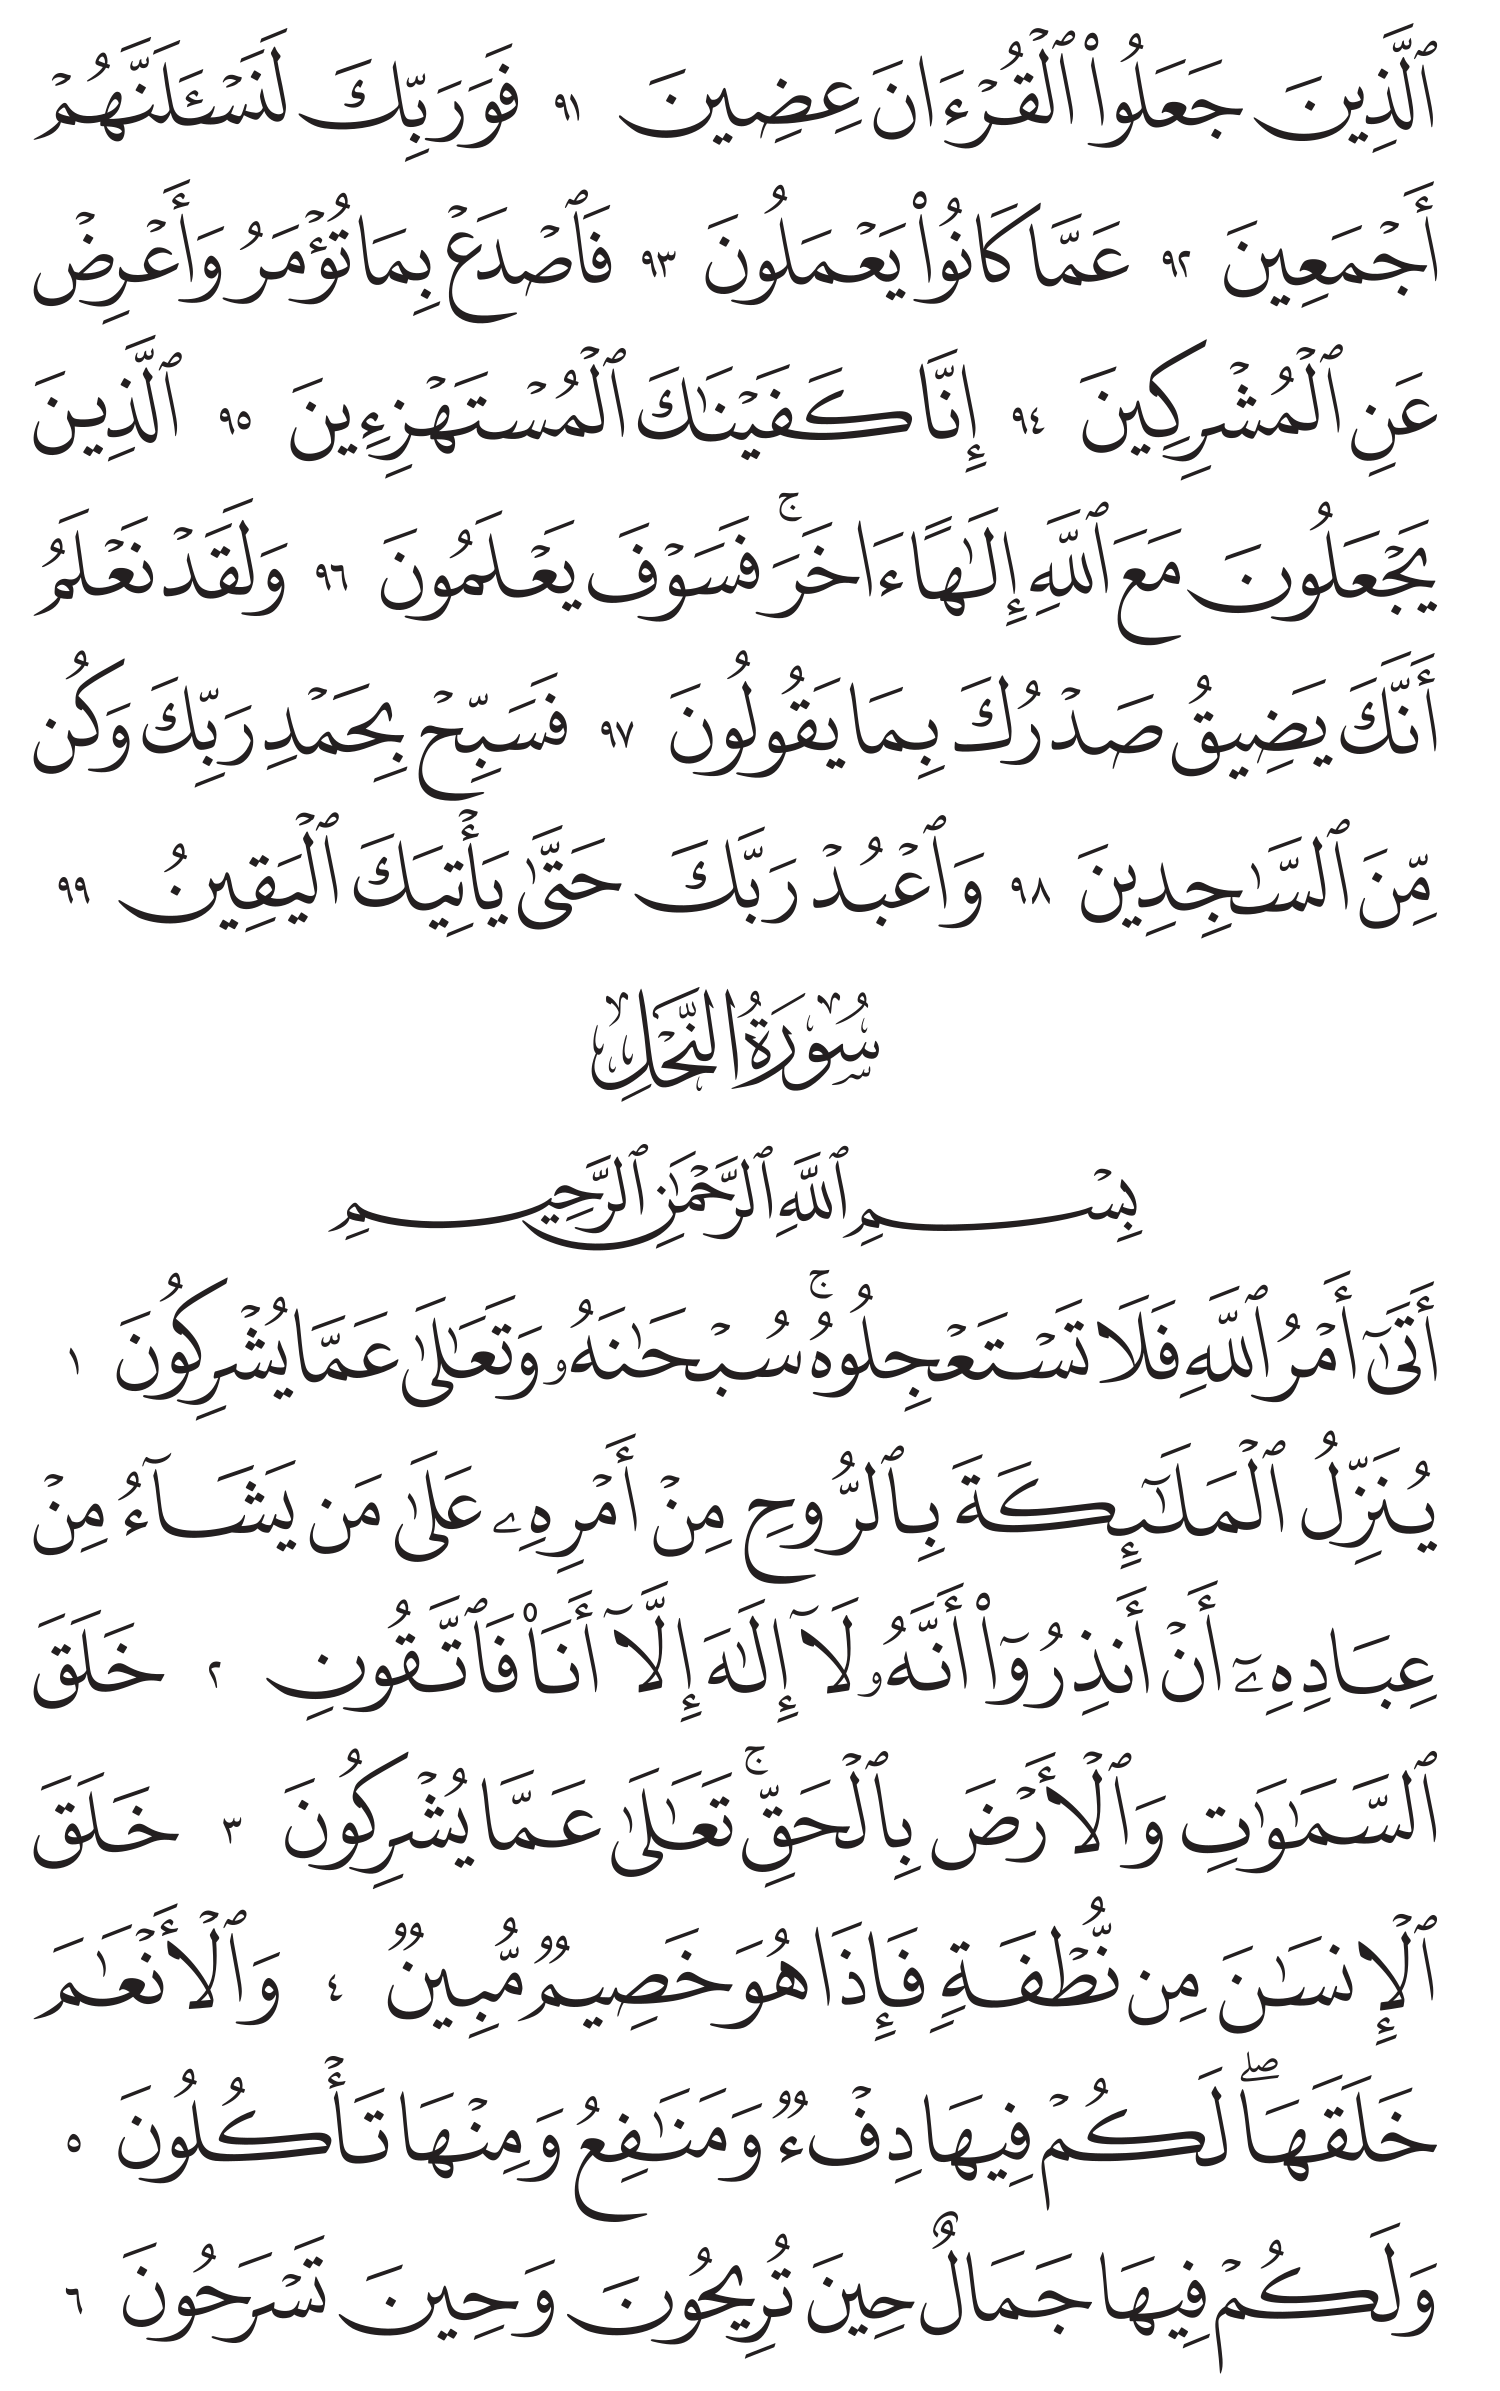 ٱلَّذِينَ جَعَلُوا۟ ٱلْقُرْءَانَ عِضِينَ ٩١ فَوَرَبِّكَ لَنَسْـَٔلَنَّهُمْ
أَجْمَعِينَ ٩٢ عَمَّا كَانُوا۟ يَعْمَلُونَ ٩٣ فَٱصْدَعْ بِمَا تُؤْمَرُ وَأَعْرِضْ
عَنِ ٱلْمُشْرِكِينَ ٩٤ إِنَّا كَفَيْنَـٰكَ ٱلْمُسْتَهْزِءِينَ ٩٥ ٱلَّذِينَ
يَجْعَلُونَ مَعَ ٱللَّهِ إِلَـٰهًا ءَاخَرَ ۚ فَسَوْفَ يَعْلَمُونَ ٩٦ وَلَقَدْ نَعْلَمُ
أَنَّكَ يَضِيقُ صَدْرُكَ بِمَا يَقُولُونَ ٩٧ فَسَبِّحْ بِحَمْدِ رَبِّكَ وَكُن
مِّنَ ٱلسَّـٰجِدِينَ ٩٨ وَٱعْبُدْ رَبَّكَ حَتَّىٰ يَأْتِيَكَ ٱلْيَقِينُ ٩٩
سُورَةُ النَّحْلِ
بِسْمِ ٱللَّهِ ٱلرَّحْمَـٰنِ ٱلرَّحِيمِ
أَتَىٰٓ أَمْرُ ٱللَّهِ فَلَا تَسْتَعْجِلُوهُ ۚ سُبْحَـٰنَهُۥ وَتَعَـٰلَىٰ عَمَّا يُشْرِكُونَ ١
يُنَزِّلُ ٱلْمَلَـٰٓئِكَةَ بِٱلرُّوحِ مِنْ أَمْرِهِۦ عَلَىٰ مَن يَشَآءُ مِنْ
عِبَادِهِۦٓ أَنْ أَنذِرُوٓا۟ أَنَّهُۥ لَآ إِلَـٰهَ إِلَّآ أَنَا۠ فَٱتَّقُونِ ٢ خَلَقَ
ٱلسَّمَـٰوَٰتِ وَٱلْأَرْضَ بِٱلْحَقِّ ۚ تَعَـٰلَىٰ عَمَّا يُشْرِكُونَ ٣ خَلَقَ
ٱلْإِنسَـٰنَ مِن نُّطْفَةٍ فَإِذَا هُوَ خَصِيمٌ مُّبِينٌ ٤ وَٱلْأَنْعَـٰمَ
خَلَقَهَا ۖ لَكُمْ فِيهَا دِفْءٌ وَمَنَـٰفِعُ وَمِنْهَا تَأْكُلُونَ ٥
وَلَكُمْ فِيهَا جَمَالٌ حِينَ تُرِيحُونَ وَحِينَ تَسْرَحُونَ ٦